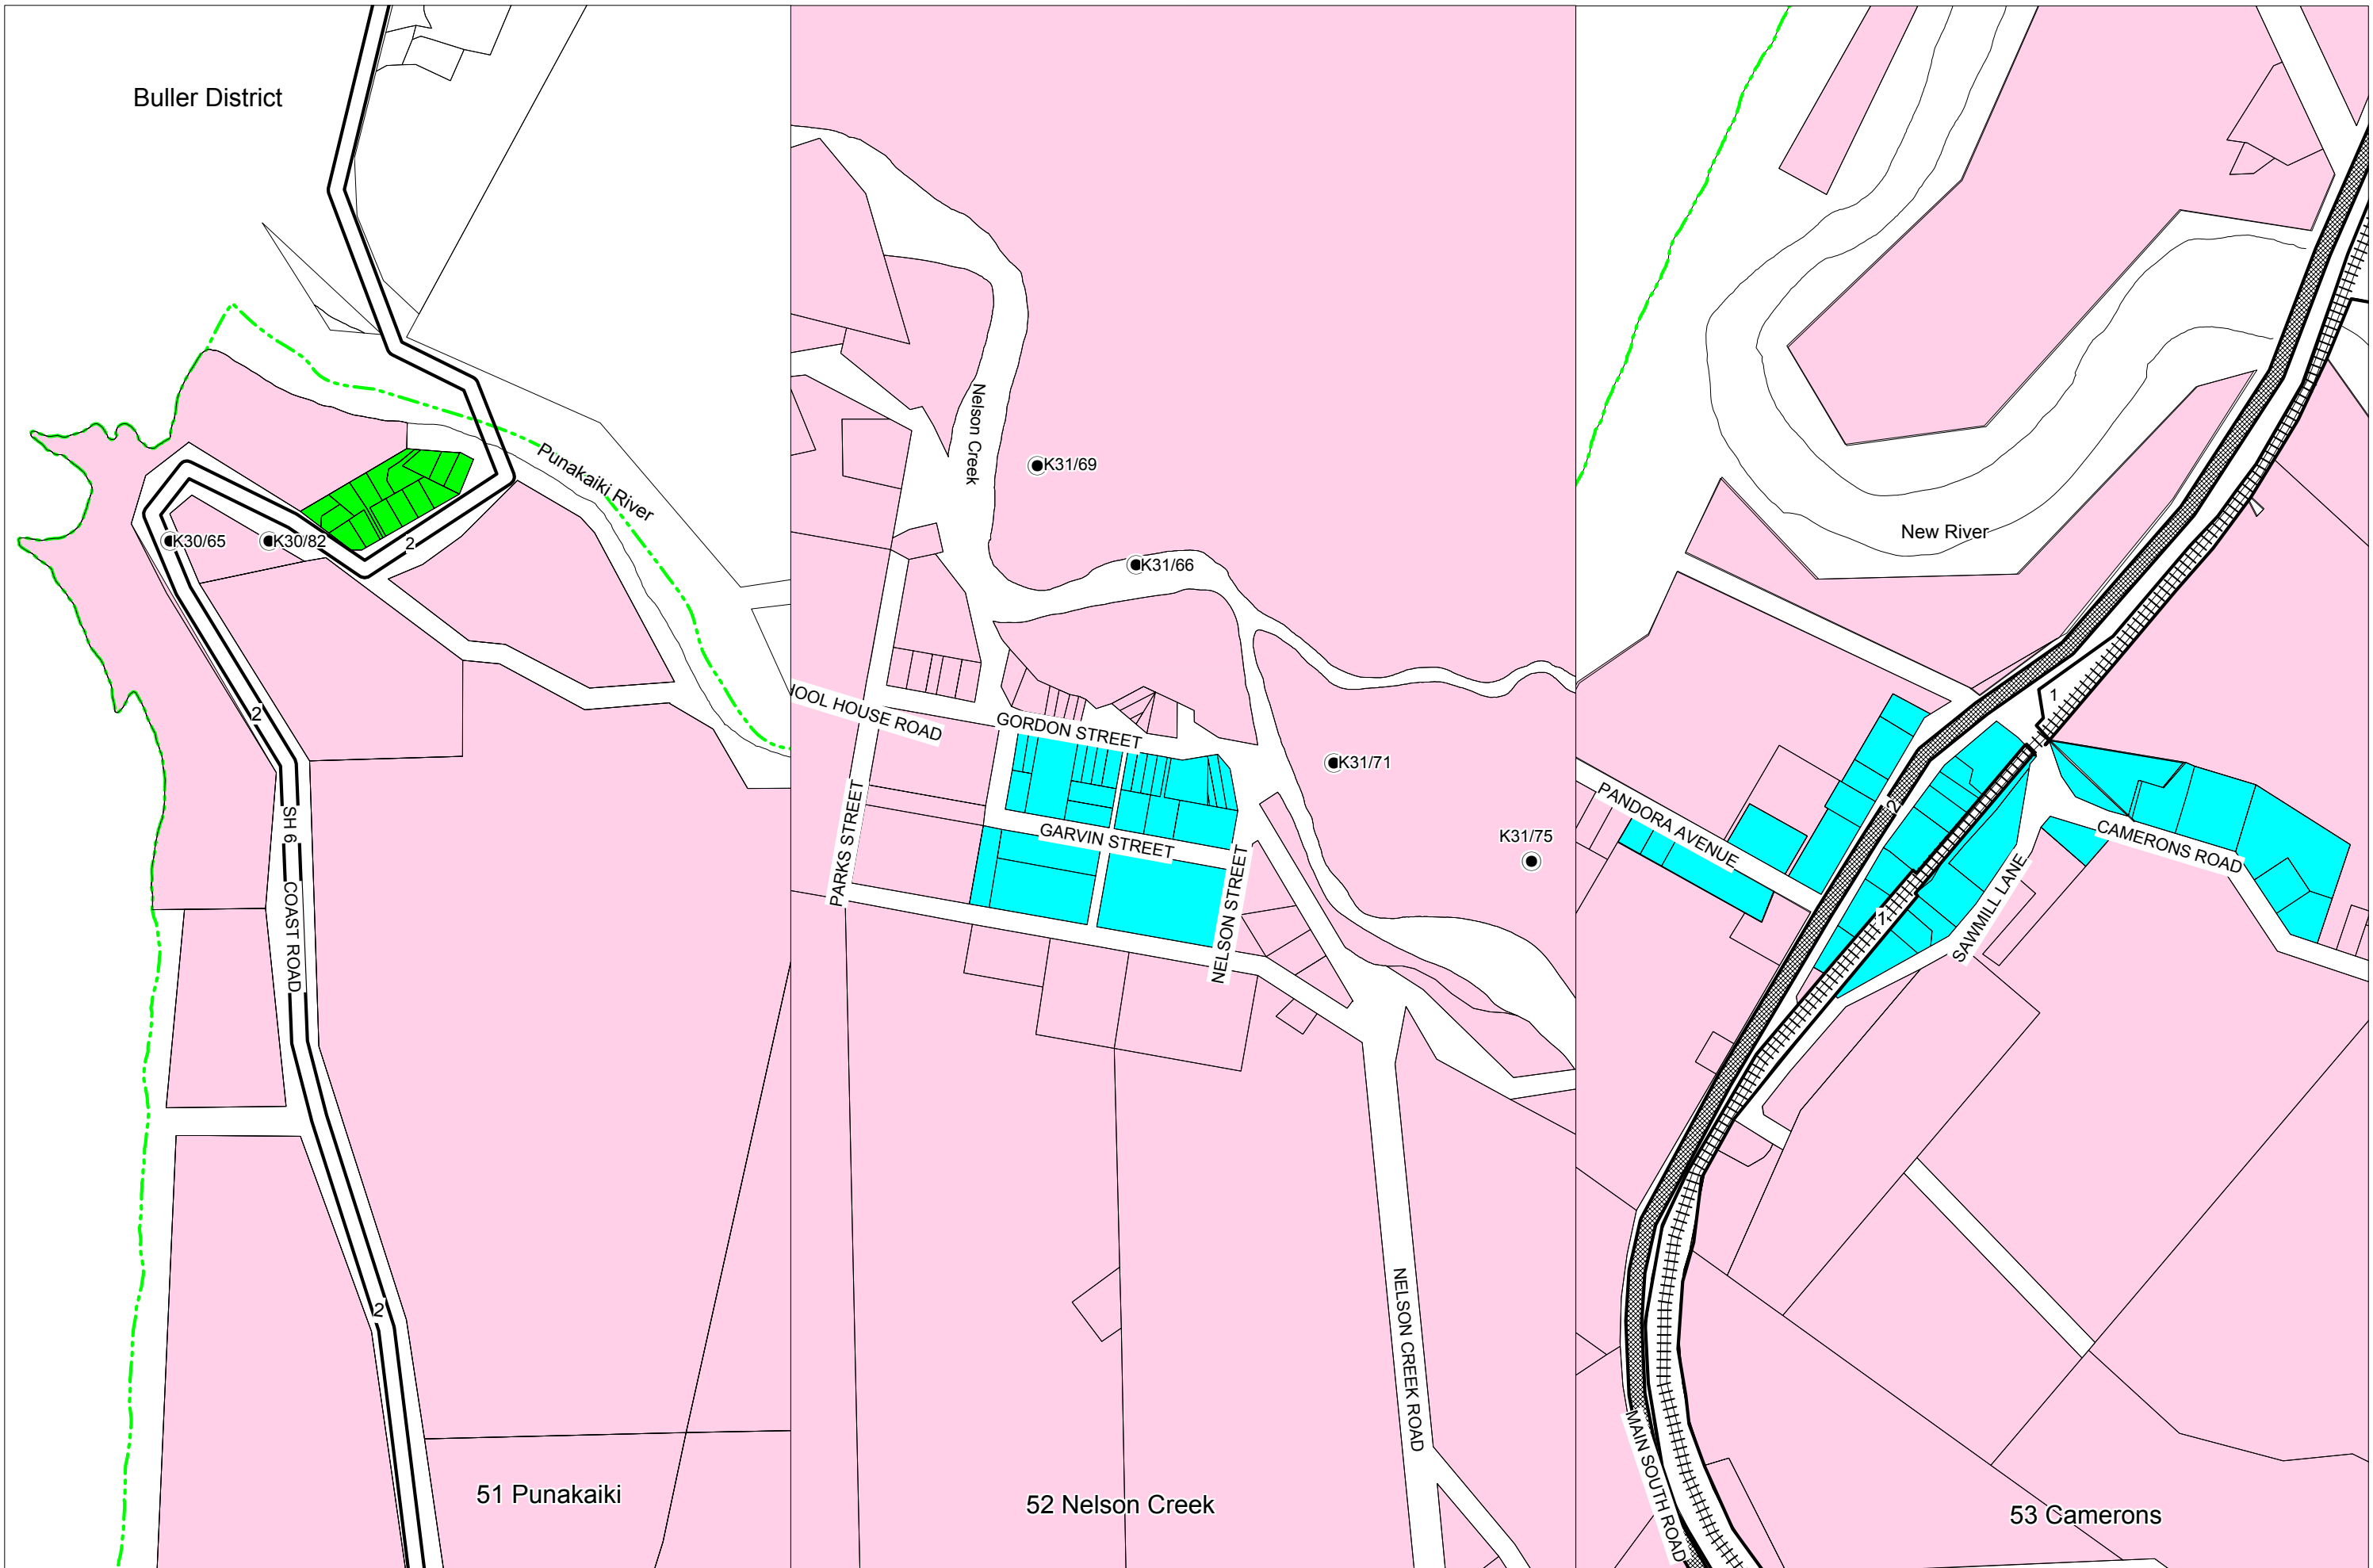 Buller District
Punakaiki River
K30/65
K30/82
2
2
SH 6
COAST ROAD
2
51 Punakaiki
Nelson Creek
K31/69
K31/66
HOOL HOUSE ROAD
GORDON STREET
K31/71
PARKS STREET
GARVIN STREET
K31/75
NELSON STREET
NELSON CREEK ROAD
52 Nelson Creek
New River
1
PANDORA AVENUE
2
CAMERONS ROAD
SAWMILL LANE
1
MAIN SOUTH ROAD
53 Camerons